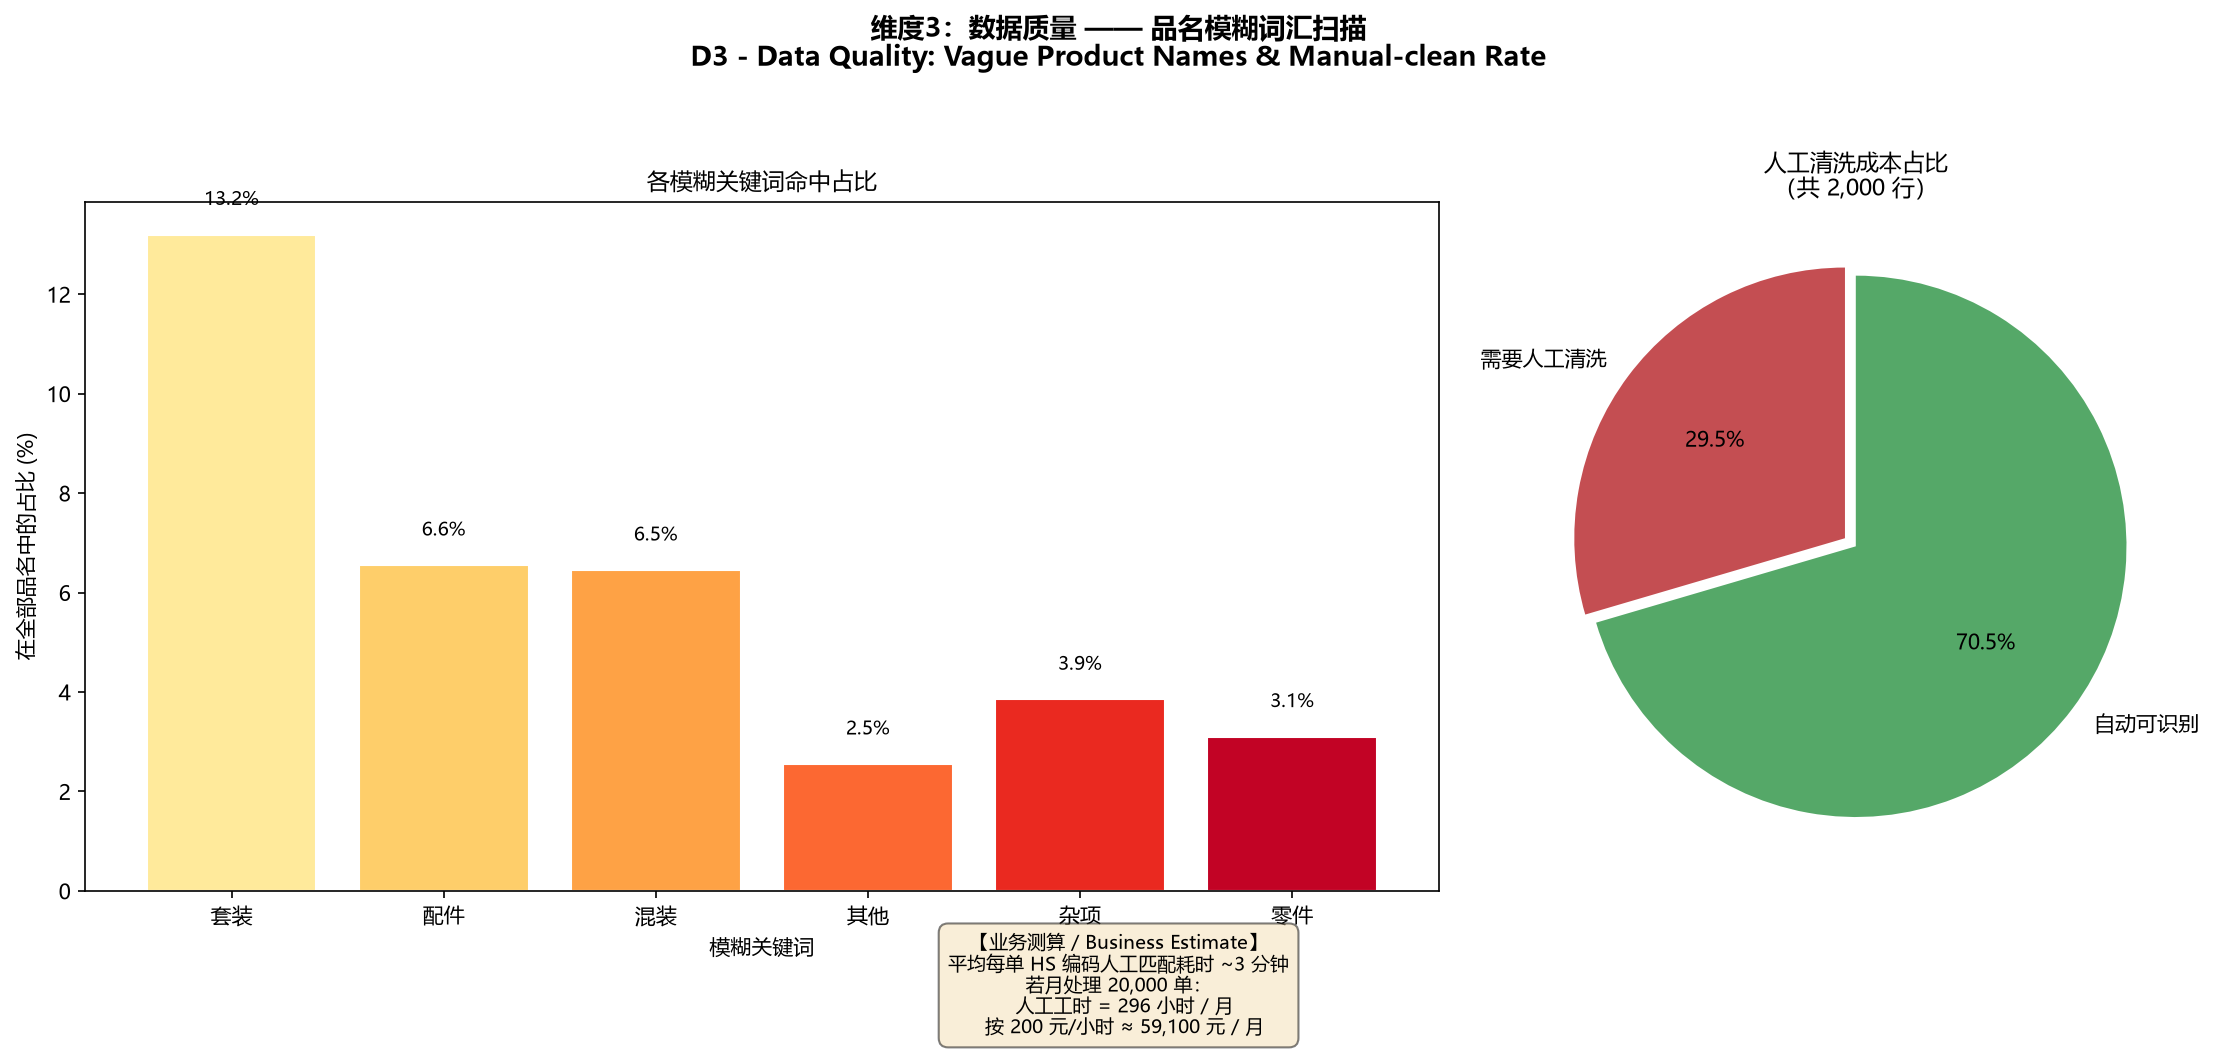 维度3：数据质量 —— 品名模糊词汇扫描
D3 - Data Quality: Vague Product Names & Manual-clean Rate
各模糊关键词命中占比
13.2%
6.6%
6.5%
2.5%
3.9%
3.1%
12
10
8
6
4
2
0
在全部品名中的占比 (%)
套装
配件
混装
其他
杂项
零件
模糊关键词
人工清洗成本占比
(共 2,000 行)
需要人工清洗
29.5%
70.5%
自动可识别
【业务测算 / Business Estimate】
平均每单 HS 编码人工匹配耗时 ~3 分钟
若月处理 20,000 单：
人工工时 = 296 小时 / 月
按 200 元/小时 ≈ 59,100 元 / 月